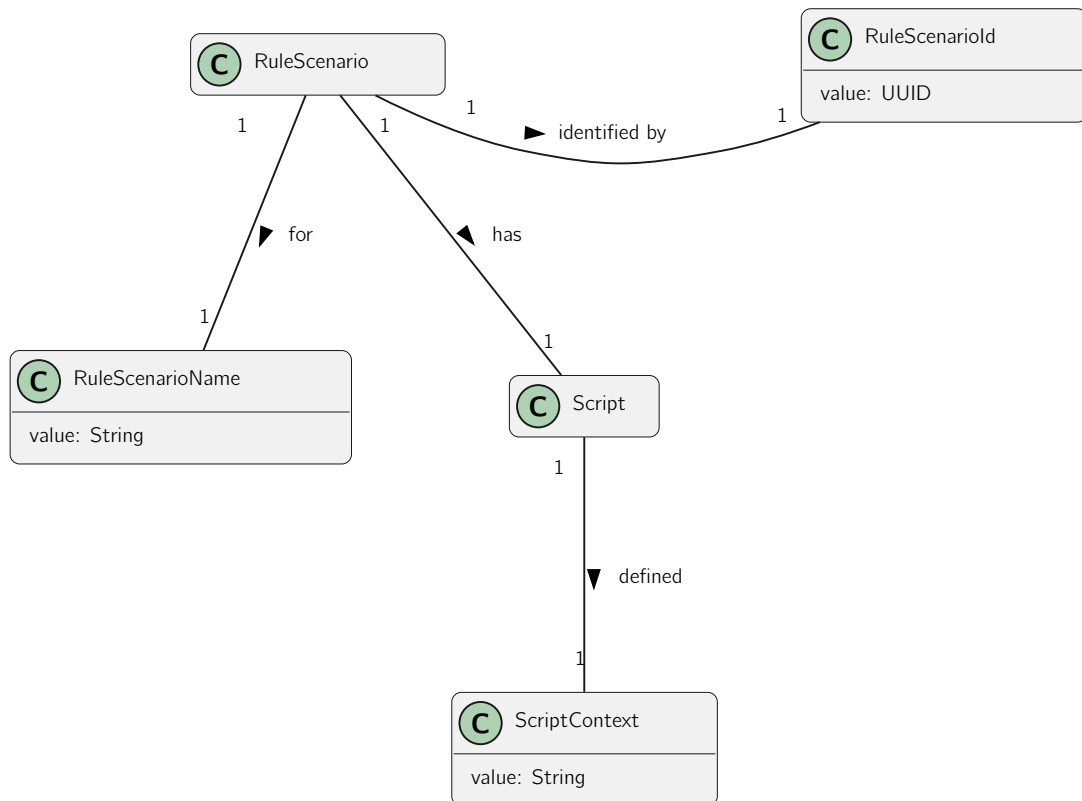 C RuleScenario
C RuleScenarioId
value: UUID
1
1
1
1
identified by
for
has
1
1
C RuleScenarioName
value: String
C Script
1
defined
1
C ScriptContext
value: String